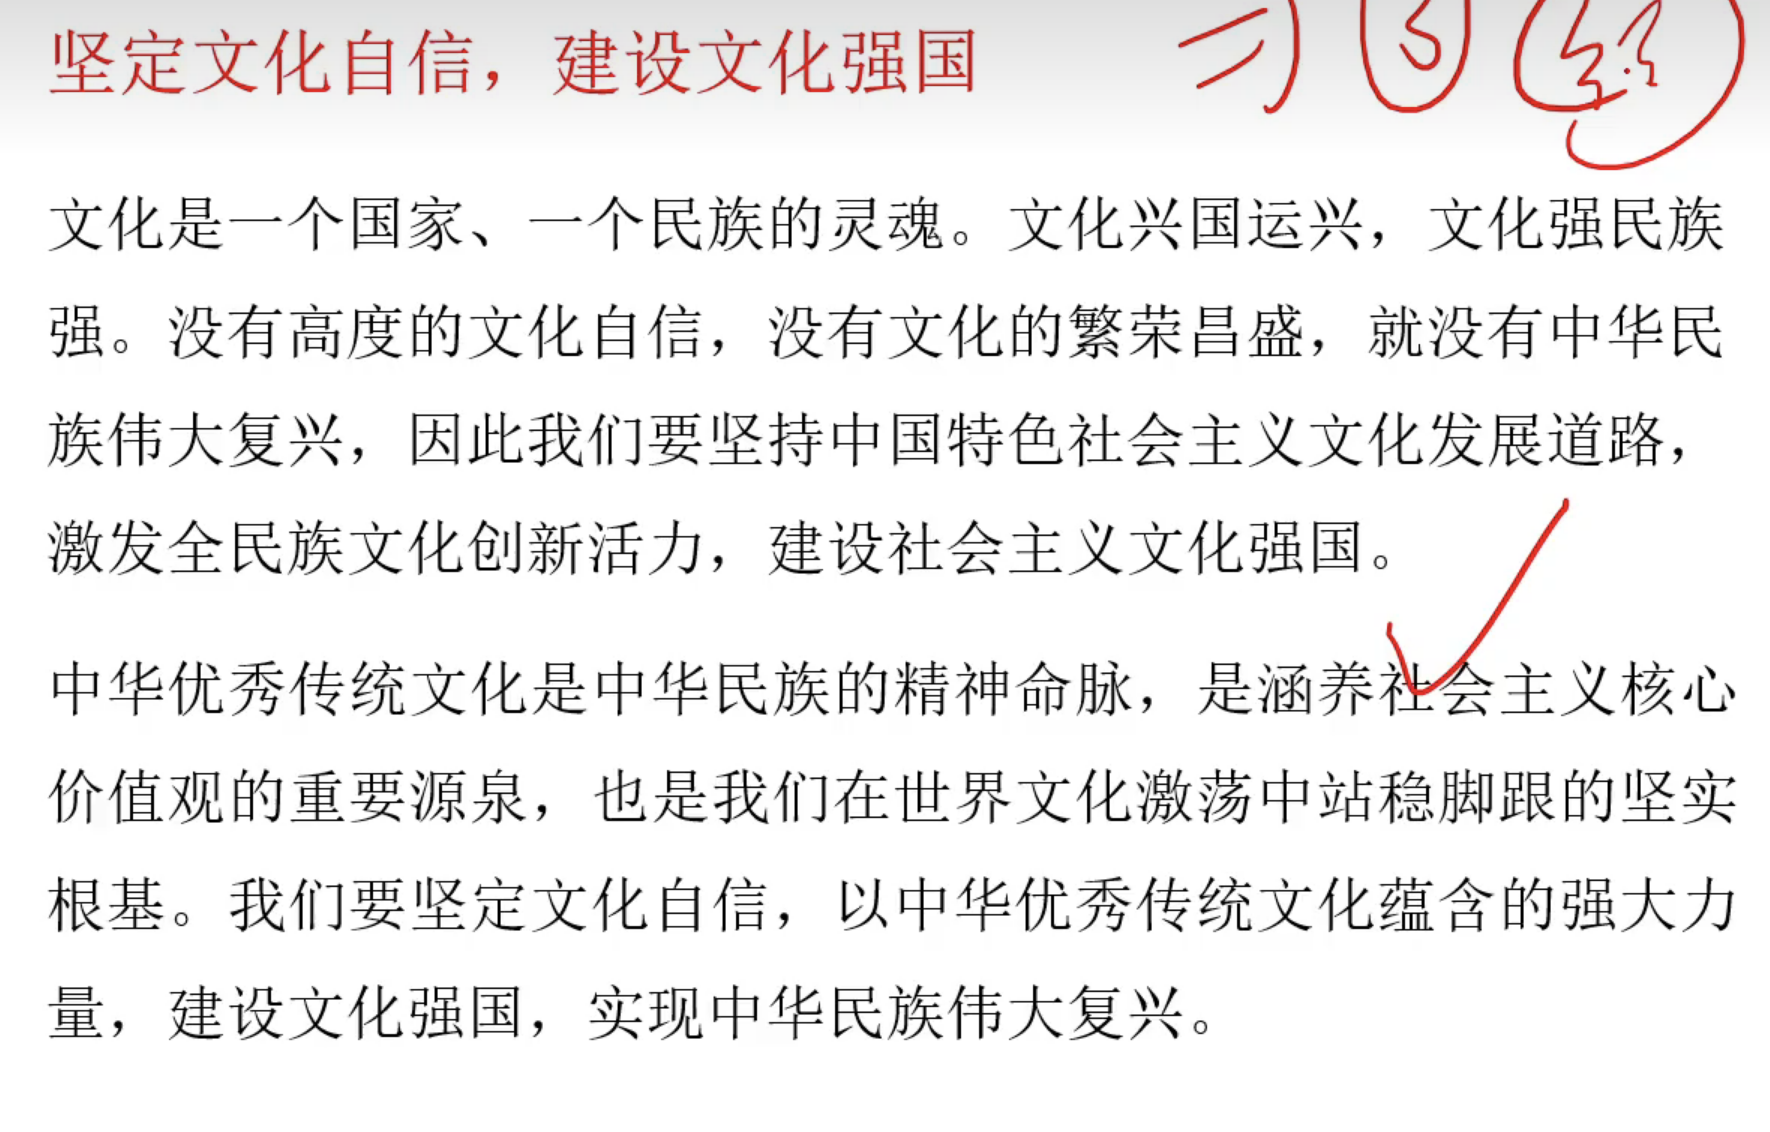 坚定文化自信，建设文化强国
文化是一个国家、一个民族的灵魂。文化兴国运兴，文化强民族
强。没有高度的文化自信，没有文化的繁荣昌盛，就没有中华民
族伟大复兴，因此我们要坚持中国特色社会主义文化发展道路，
激发全民族文化创新活力，建设社会主义文化强国。
中华优秀传统文化是中华民族的精神命脉，是涵养社会主义核心
价值观的重要源泉，也是我们在世界文化激荡中站稳脚跟的坚实
根基。我们要坚定文化自信，以中华优秀传统文化蕴含的强大力
量，建设文化强国，实现中华民族伟大复兴。